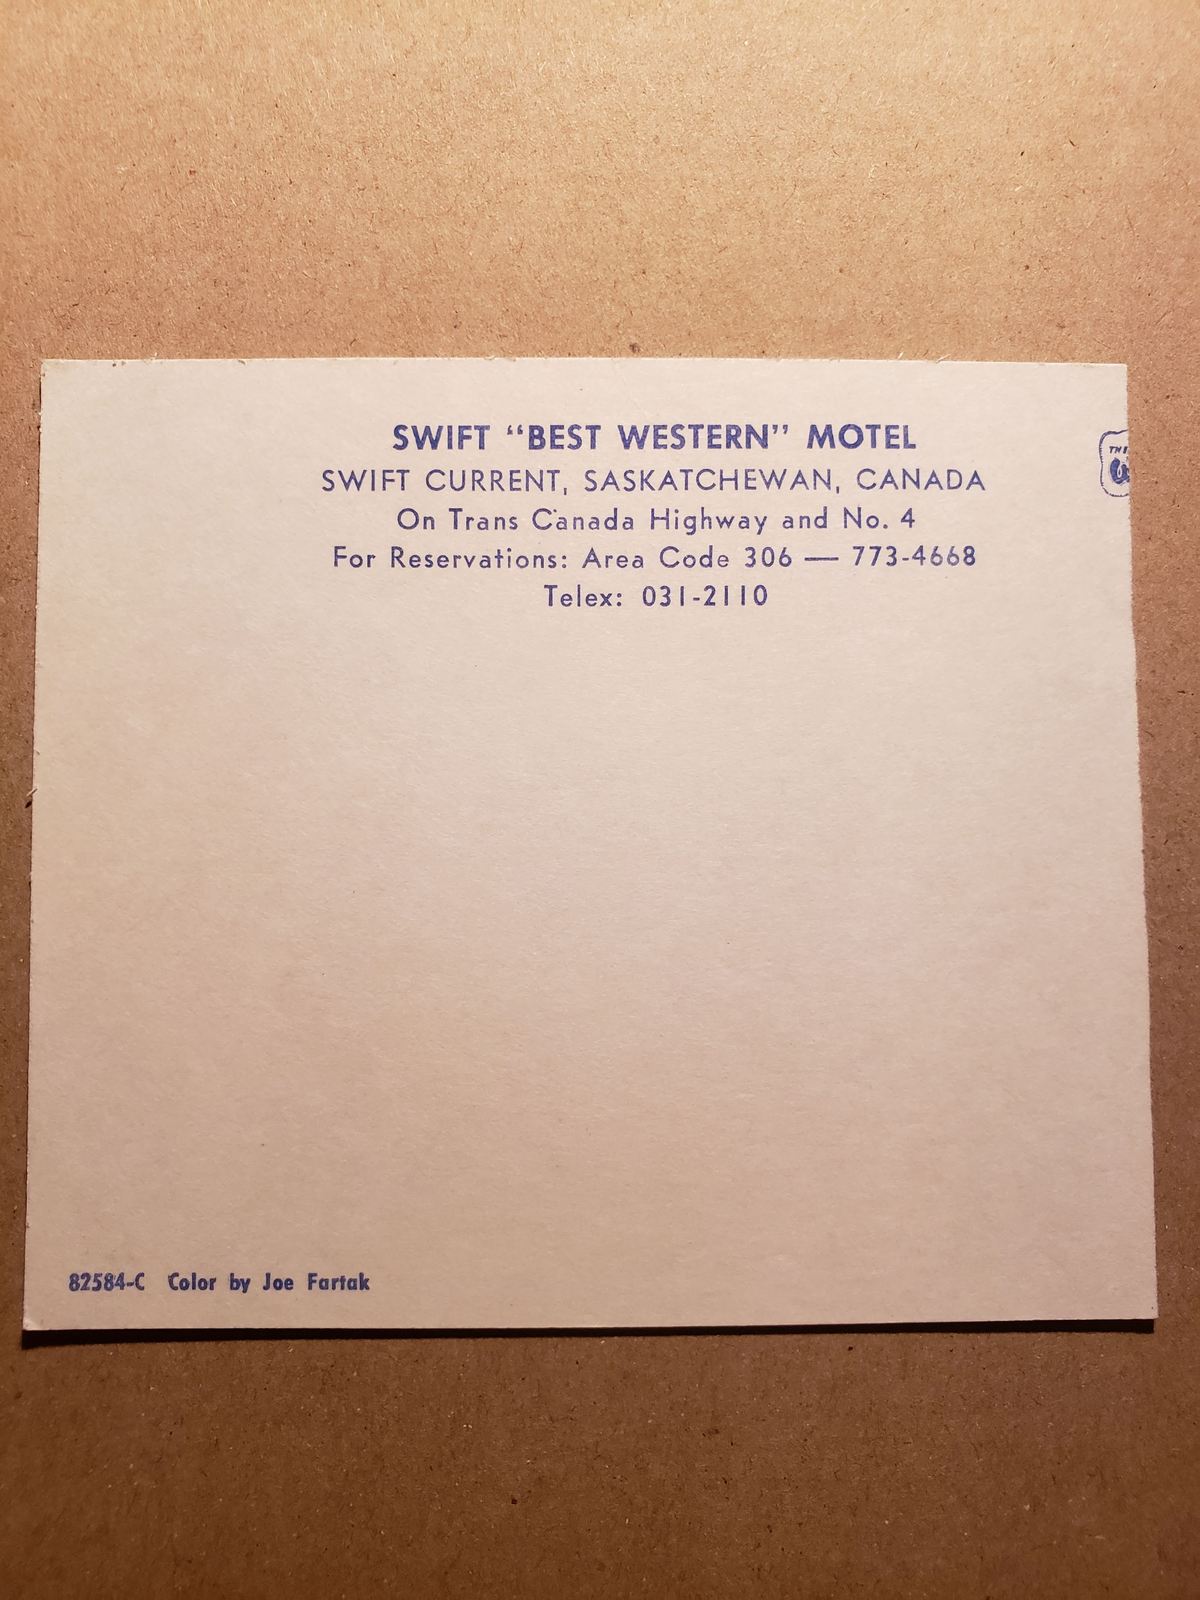 SWIFT “BEST WESTERN” MOTEL
SWIFT CURRENT, SASKATCHEWAN, CANADA
On Trans Canada Highway and No. 4
For Reservations: Area Code 306 — 773-4668
Telex: 031-2110
82584-C Color by Joe Fartak